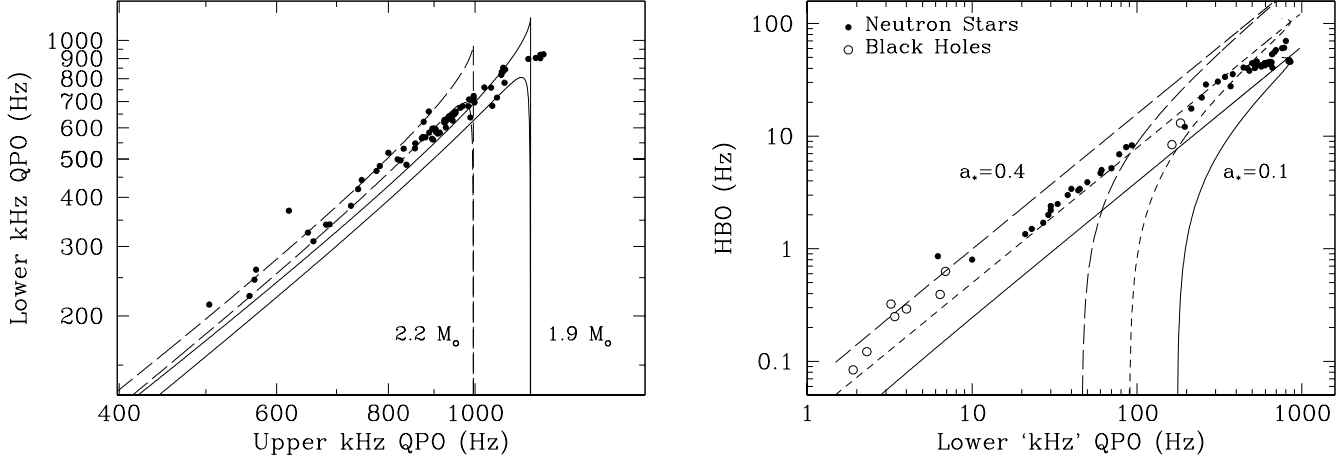 1000
900
800
700
600
500
400
300
200
Lower kHz QPO (Hz)
2.2 M₀
1.9 M₀
400
600
800
1000
Upper kHz QPO (Hz)
100
10
1
0.1
HBO (Hz)
Neutron Stars
Black Holes
a*=0.4
a*=0.1
1
10
100
1000
Lower ‘kHz’ QPO (Hz)